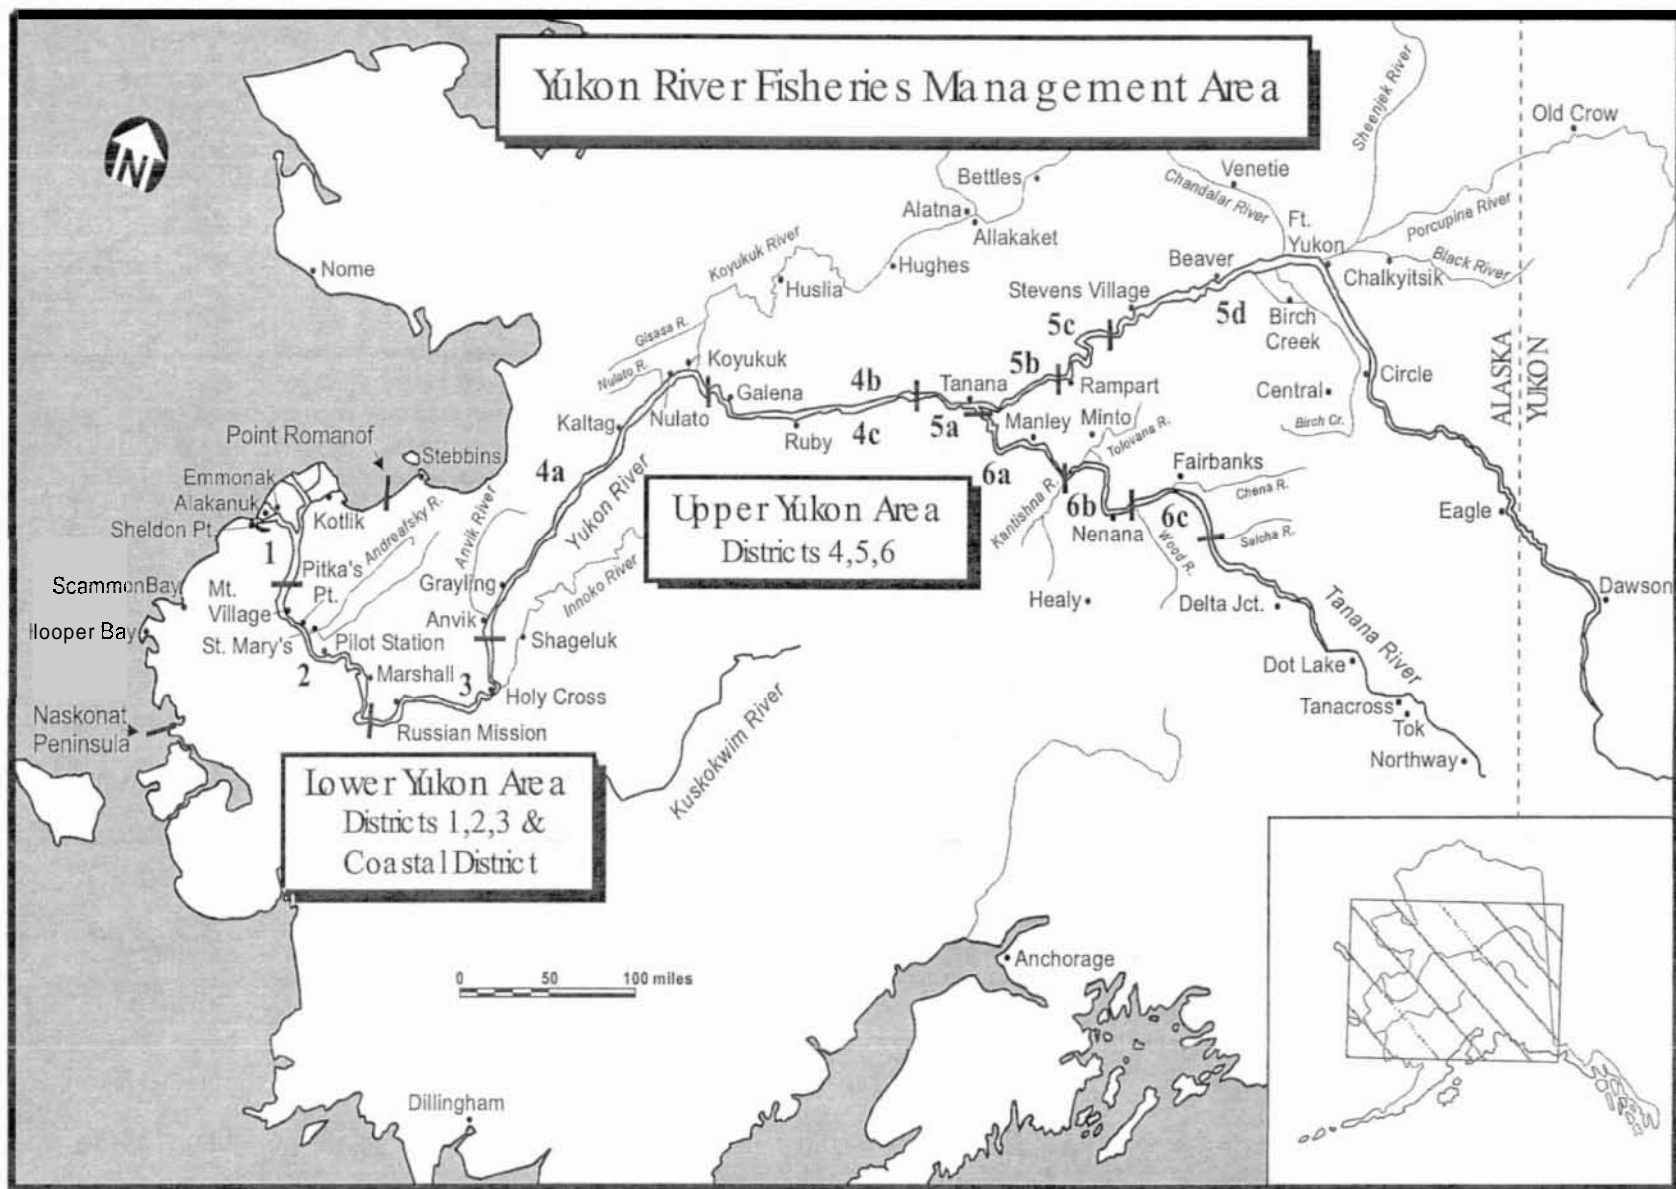 Yukon River Fisheries Management Area
N
Sheenjek River
Old Crow
Venetie
Bettles
Chandalar River
Alatna
Allakaket
Ft.
Yukon
Porcupine River
Koyukuk River
Hughes
Beaver
Chalkyitsik
Black River
Nome
Huslia
Stevens Village
5c
5d
Birch
Creek
Gisasa R.
Nulato R.
Koyukuk
5b
Rampart
Circle
ALASKA
YUKON
Galena
4b
Tanana
Central
Kaltag
Nulato
Ruby
4c
5a
Manley
Minto
Tolovana R.
Birch Cr.
Point Romanof
Stebbins
4a
6a
Fairbanks
Emmonak
Alakanuk
Sheldon Pt.
Kotlik
Andreafsky R.
Anvik River
Yukon River
Upper Yukon Area
Districts 4,5,6
Kantishna R.
6b
Nenana
6c
Chena R.
Salcha R.
Wood R.
Eagle
1
Scammon Bay
Mt.
Village
Pitka's
Pt.
Grayling
Innoko River
Healy
Delta Jct.
Tanana River
Dawson
Hooper Bay
St. Mary's
Pilot Station
Anvik
Shageluk
2
Marshall
3
Holy Cross
Dot Lake
Naskonat
Peninsula
Russian Mission
Kuskokwim River
Tanacross
Tok
Northway
Lower Yukon Area
Districts 1,2,3 &
Coastal District
Anchorage
0 50 100 miles
Dillingham